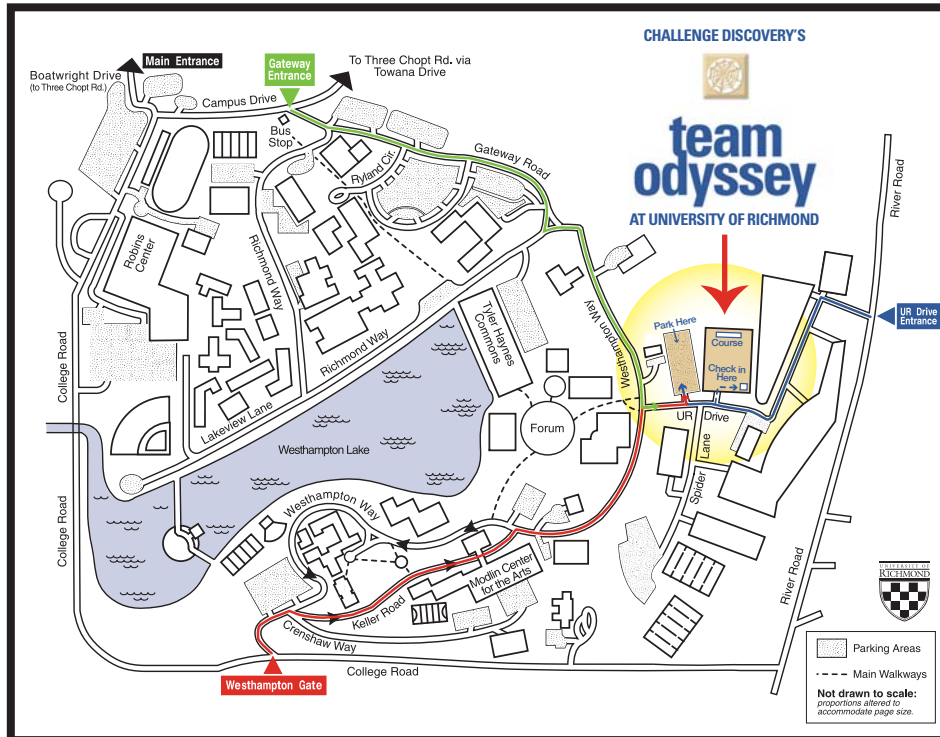 CHALLENGE DISCOVERY'S
team
odyssey
AT UNIVERSITY OF RICHMOND
Main Entrance
Gateway
Entrance
To Three Chopt Rd. via
Towana Drive
Boatwright Drive
(to Three Chopt Rd.)
Campus Drive
Bus
Stop
Ryland Cir.
Gateway Road
River Road
Robins
Center
Richmond Way
UR Drive
Entrance
Park Here
Course
Check in
Here
Westhampton Way
Tyler Haynes
Commons
Richmond Way
College Road
Lakeview Lane
UR Drive
Forum
Westhampton Lake
Spider Lane
Westhampton Way
College Road
Modlin Center
for the Arts
Keller Road
River Road
UNIVERSITY OF
RICHMOND
Crenshaw Way
College Road
Westhampton Gate
Parking Areas
Main Walkways
Not drawn to scale:
proportions altered to
accommodate page size.